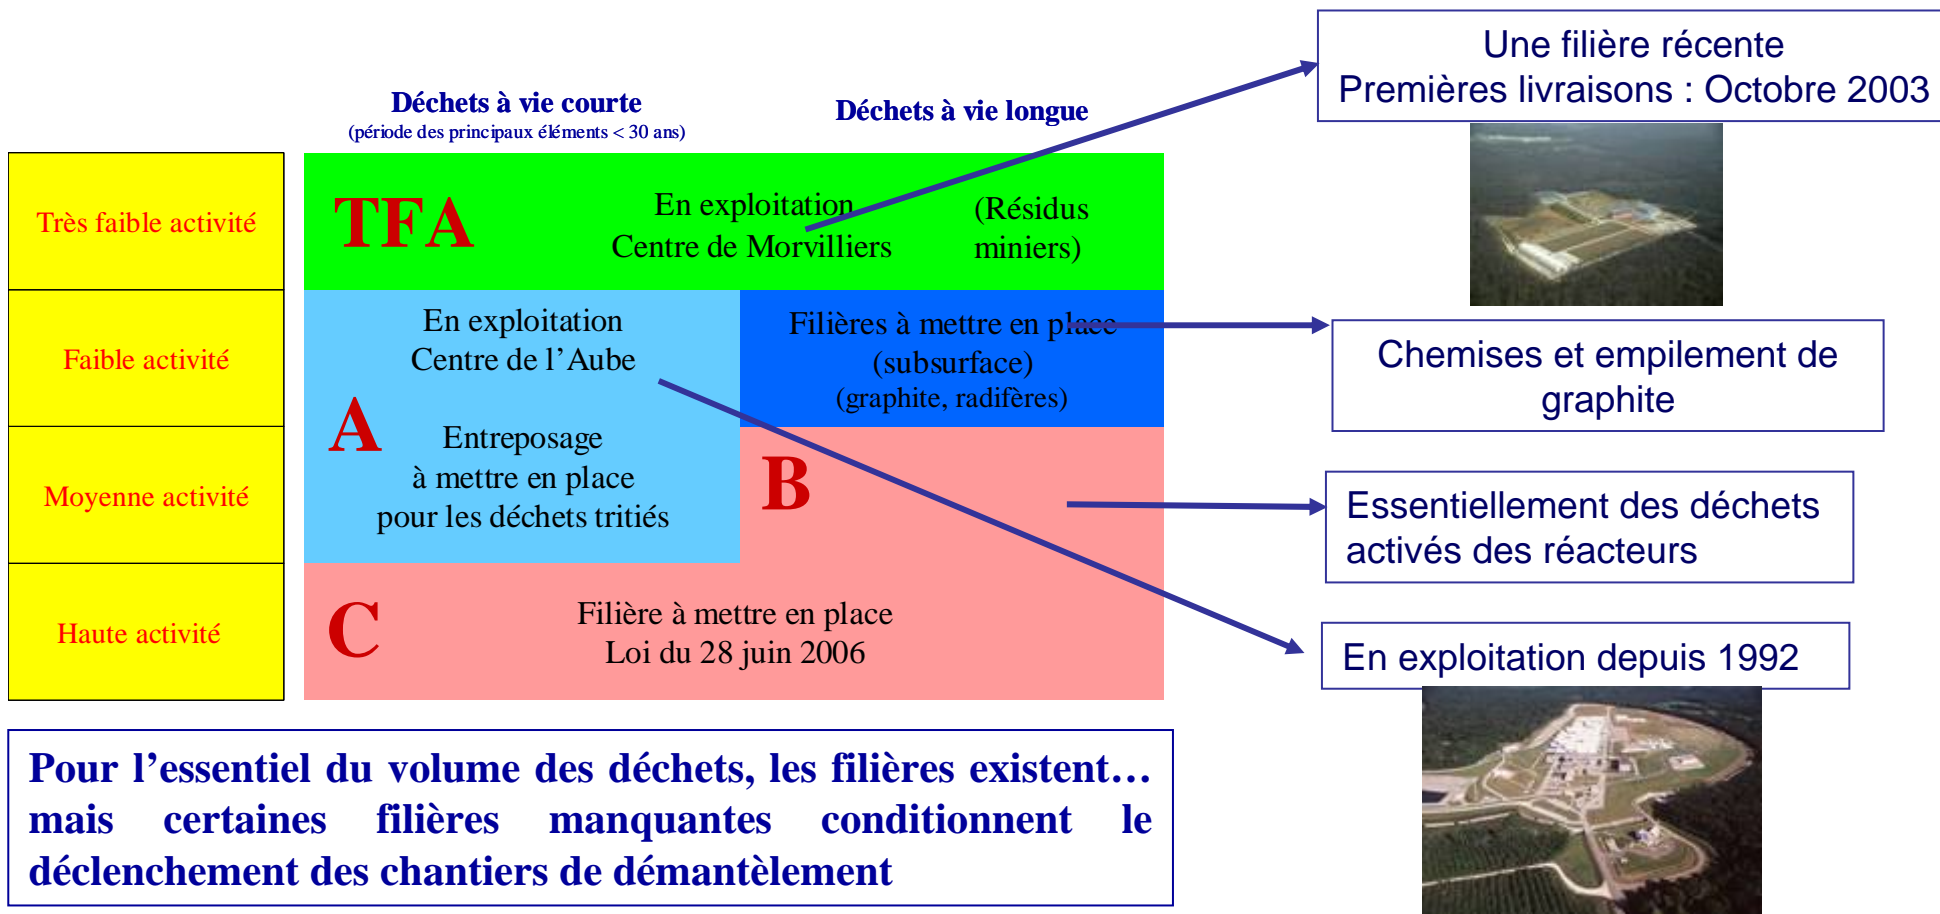 Une filière récente
Premières livraisons : Octobre 2003
Déchets à vie courte
(période des principaux éléments < 30 ans)
Déchets à vie longue
Très faible activité
TFA
En exploitation
Centre de Morvilliers
(Résidus
miniers)
Faible activité
En exploitation
Centre de l’Aube
Filières à mettre en place
(subsurface)
(graphite, radifères)
Chemises et empilement de
graphite
A
Moyenne activité
Entreposage
à mettre en place
pour les déchets tritiés
B
Essentiellement des déchets
activés des réacteurs
Haute activité
C
Filière à mettre en place
Loi du 28 juin 2006
En exploitation depuis 1992
Pour l’essentiel du volume des déchets, les filières existent…
mais certaines filières manquantes conditionnent le
déclenchement des chantiers de démantèlement